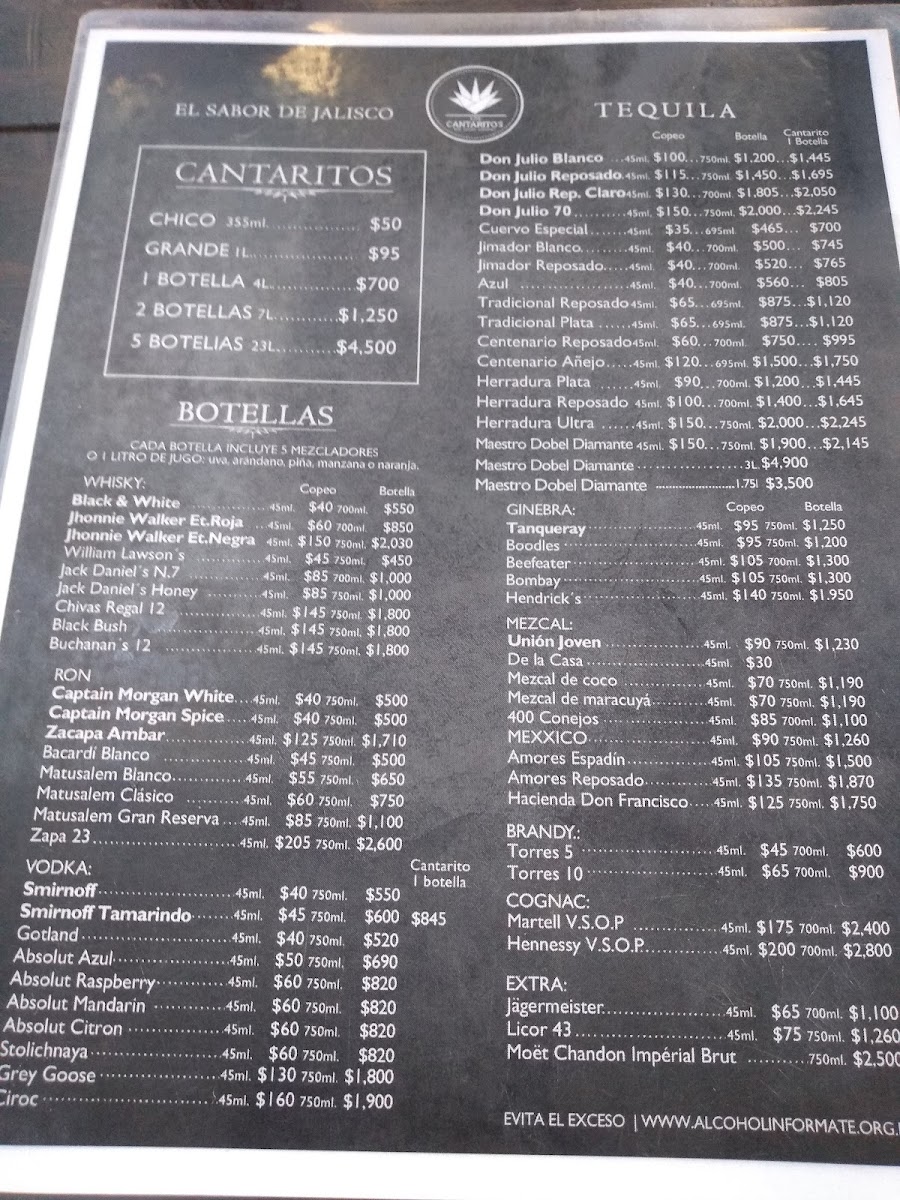 EL SABOR DE JALISCO
CANTARITOS
CANTARITOS
CHICO 355ml. $50
GRANDE 1L. $95
1 BOTELLA 4L. $700
2 BOTELLAS 7L. $1,250
5 BOTELIAS 23L. $4,500
BOTELLAS
CADA BOTELLA INCLUYE 5 MEZCLADORES
O 1 LITRO DE JUGO: uva, arandano, piña, manzana o naranja.
WHISKY: Copeo Botella
Black & White 45ml. $40 700ml. $550
Jhonnie Walker Et.Roja 45ml. $60 700ml. $850
Jhonnie Walker Et.Negra 45ml. $150 750ml. $2,030
William Lawson´s 45ml. $45 750ml. $450
Jack Daniel´s N.7 45ml. $85 700ml. $1,000
Jack Daniel´s Honey 45ml. $85 750ml. $1,000
Chivas Regal 12 45ml. $145 750ml. $1,800
Black Bush 45ml. $145 750ml. $1,800
Buchanan´s 12 45ml. $145 750ml. $1,800
RON
Captain Morgan White 45ml. $40 750ml. $500
Captain Morgan Spice 45ml. $40 750ml. $500
Zacapa Ambar 45ml. $125 750ml. $1,710
Bacardí Blanco 45ml. $45 750ml. $500
Matusalem Blanco 45ml. $55 750ml. $650
Matusalem Clásico 45ml. $60 750ml. $750
Matusalem Gran Reserva 45ml. $85 750ml. $1,100
Zapa 23 45ml. $205 750ml. $2,600
VODKA: Cantarito
1 botella
Smirnoff 45ml. $40 750ml. $550
Smirnoff Tamarindo 45ml. $45 750ml. $600 $845
Gotland 45ml. $40 750ml. $520
Absolut Azul 45ml. $50 750ml. $690
Absolut Raspberry 45ml. $60 750ml. $820
Absolut Mandarin 45ml. $60 750ml. $820
Absolut Citron 45ml. $60 750ml. $820
Stolichnaya 45ml. $60 750ml. $820
Grey Goose 45ml. $130 750ml. $1,800
Ciroc 45ml. $160 750ml. $1,900
TEQUILA
Copeo Botella Cantarito
1 Botella
Don Julio Blanco 45ml. $100 750ml. $1,200 $1,445
Don Julio Reposado 45ml. $115 750ml. $1,450 $1,695
Don Julio Rep. Claro 45ml. $130 700ml. $1,805 $2,050
Don Julio 70 45ml. $150 750ml. $2,000 $2,245
Cuervo Especial 45ml. $35 695ml. $465 $700
Jimador Blanco 45ml. $40 700ml. $500 $745
Jimador Reposado 45ml. $40 700ml. $520 $765
Azul 45ml. $40 700ml. $560 $805
Tradicional Reposado 45ml. $65 695ml. $875 $1,120
Tradicional Plata 45ml. $65 695ml. $875 $1,120
Centenario Reposado 45ml. $60 700ml. $750 $995
Centenario Añejo 45ml. $120 695ml. $1,500 $1,750
Herradura Plata 45ml. $90 700ml. $1,200 $1,445
Herradura Reposado 45ml. $100 700ml. $1,400 $1,645
Herradura Ultra 45ml. $150 750ml. $2,000 $2,245
Maestro Dobel Diamante 45ml. $150 750ml. $1,900 $2,145
Maestro Dobel Diamante 3L $4,900
Maestro Dobel Diamante 1.75l $3,500
GINEBRA: Copeo Botella
Tanqueray 45ml. $95 750ml. $1,250
Boodles 45ml. $95 750ml. $1,200
Beefeater 45ml. $105 700ml. $1,300
Bombay 45ml. $105 750ml. $1,300
Hendrick´s 45ml. $140 750ml. $1.950
MEZCAL:
Unión Joven 45ml. $90 750ml. $1,230
De la Casa 45ml. $30
Mezcal de coco 45ml. $70 750ml. $1,190
Mezcal de maracuyá 45ml. $70 750ml. $1,190
400 Conejos 45ml. $85 700ml. $1,100
MEXXICO 45ml. $90 750ml. $1,260
Amores Espadín 45ml. $105 750ml. $1,500
Amores Reposado 45ml. $135 750ml. $1,870
Hacienda Don Francisco 45ml. $125 750ml. $1,750
BRANDY.:
Torres 5 45ml. $45 700ml. $600
Torres 10 45ml. $65 700ml. $900
COGNAC:
Martell V.S.O.P 45ml. $175 700ml. $2,400
Hennessy V.S.O.P. 45ml. $200 700ml. $2,800
EXTRA:
Jägermeister 45ml. $65 700ml. $1,100
Licor 43 45ml. $75 750ml. $1,260
Moët Chandon Impérial Brut 750ml. $2,500
EVITA EL EXCESO | WWW.ALCOHOLINFORMATE.ORG.